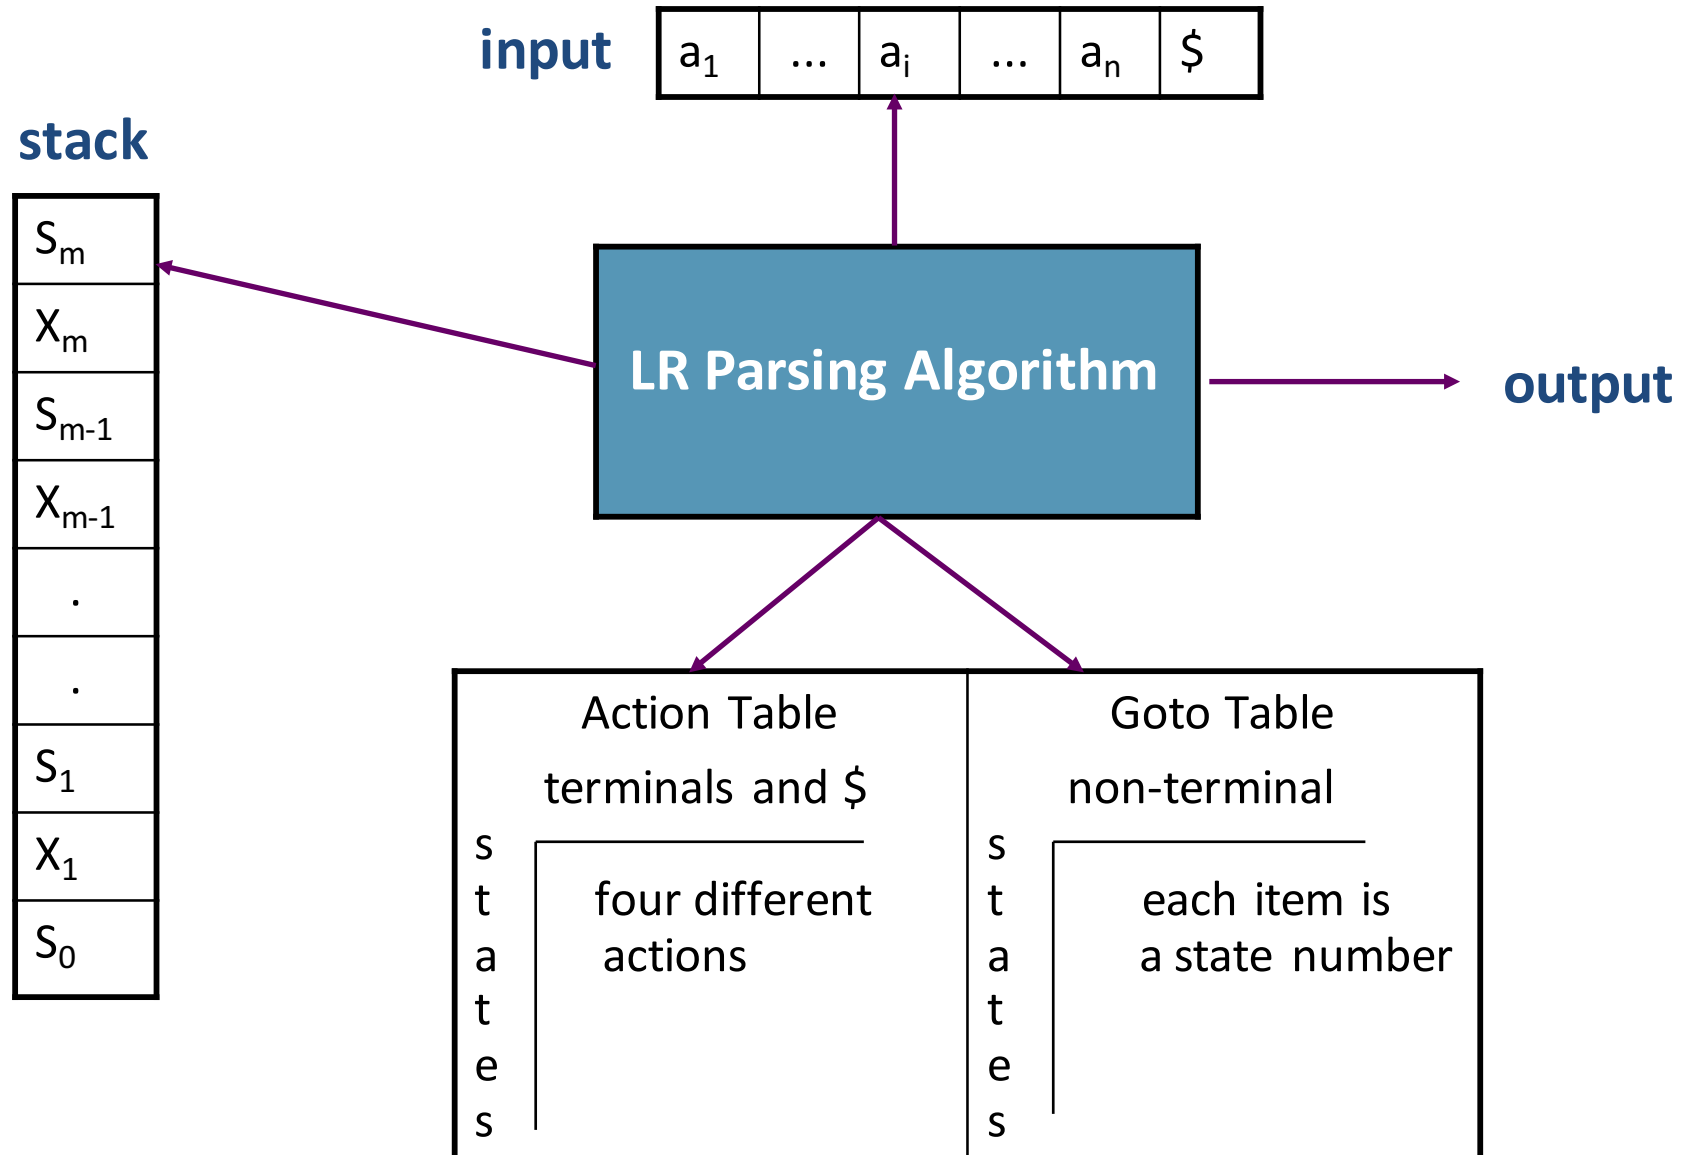 input a₁ ... aᵢ ... aₙ $
stack
Sₘ
Xₘ
Sₘ₋₁
Xₘ₋₁
.
.
S₁
X₁
S₀
LR Parsing Algorithm
output
Action Table
terminals and $
s
t
a
t
e
s
four different
actions
Goto Table
non-terminal
s
t
a
t
e
s
each item is
a state number